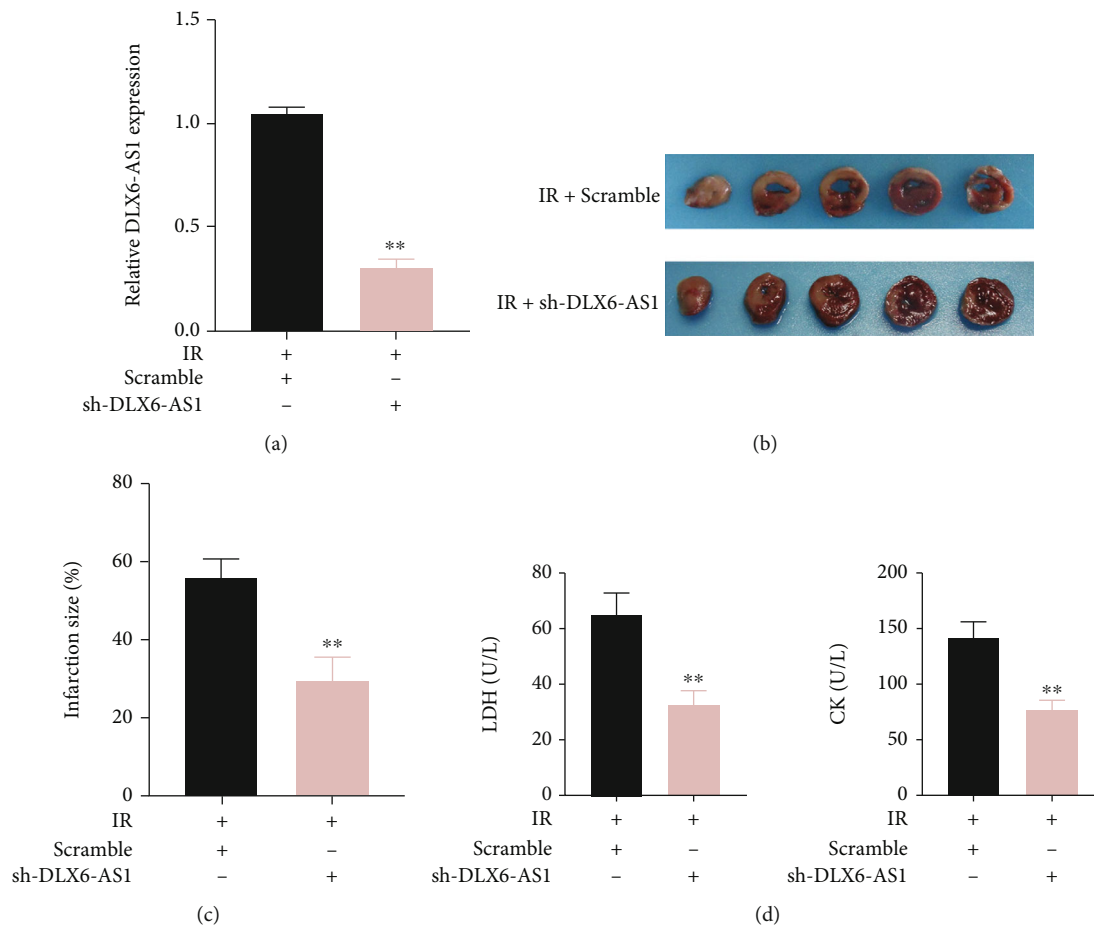 Relative DLX6-AS1 expression
1.5
1.0
0.5
0.0
**
IR + +
Scramble + –
sh-DLX6-AS1 – +
(a)
IR + Scramble
IR + sh-DLX6-AS1
(b)
Infarction size (%)
80
60
40
20
0
**
IR + +
Scramble + –
sh-DLX6-AS1 – +
(c)
LDH (U/L)
80
60
40
20
0
**
IR + +
Scramble + –
sh-DLX6-AS1 – +
CK (U/L)
200
150
100
50
0
**
IR + +
Scramble + –
sh-DLX6-AS1 – +
(d)